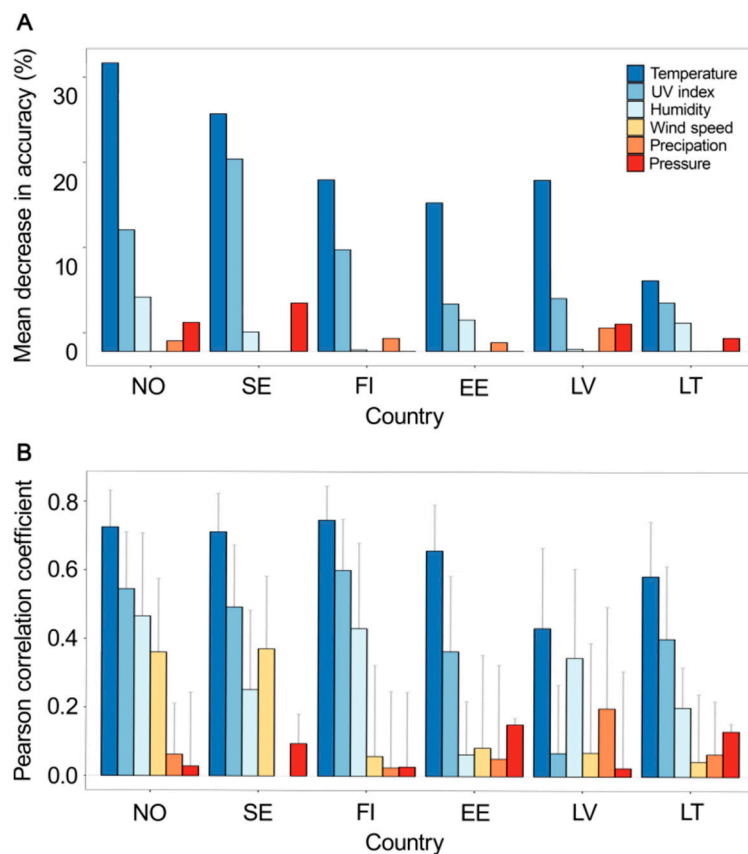 A
Mean decrease in accuracy (%)
30
20
10
0
Temperature
UV index
Humidity
Wind speed
Precipation
Pressure
NO SE FI EE LV LT
Country
B
Pearson correlation coefficient
0.8
0.6
0.4
0.2
0.0
NO SE FI EE LV LT
Country